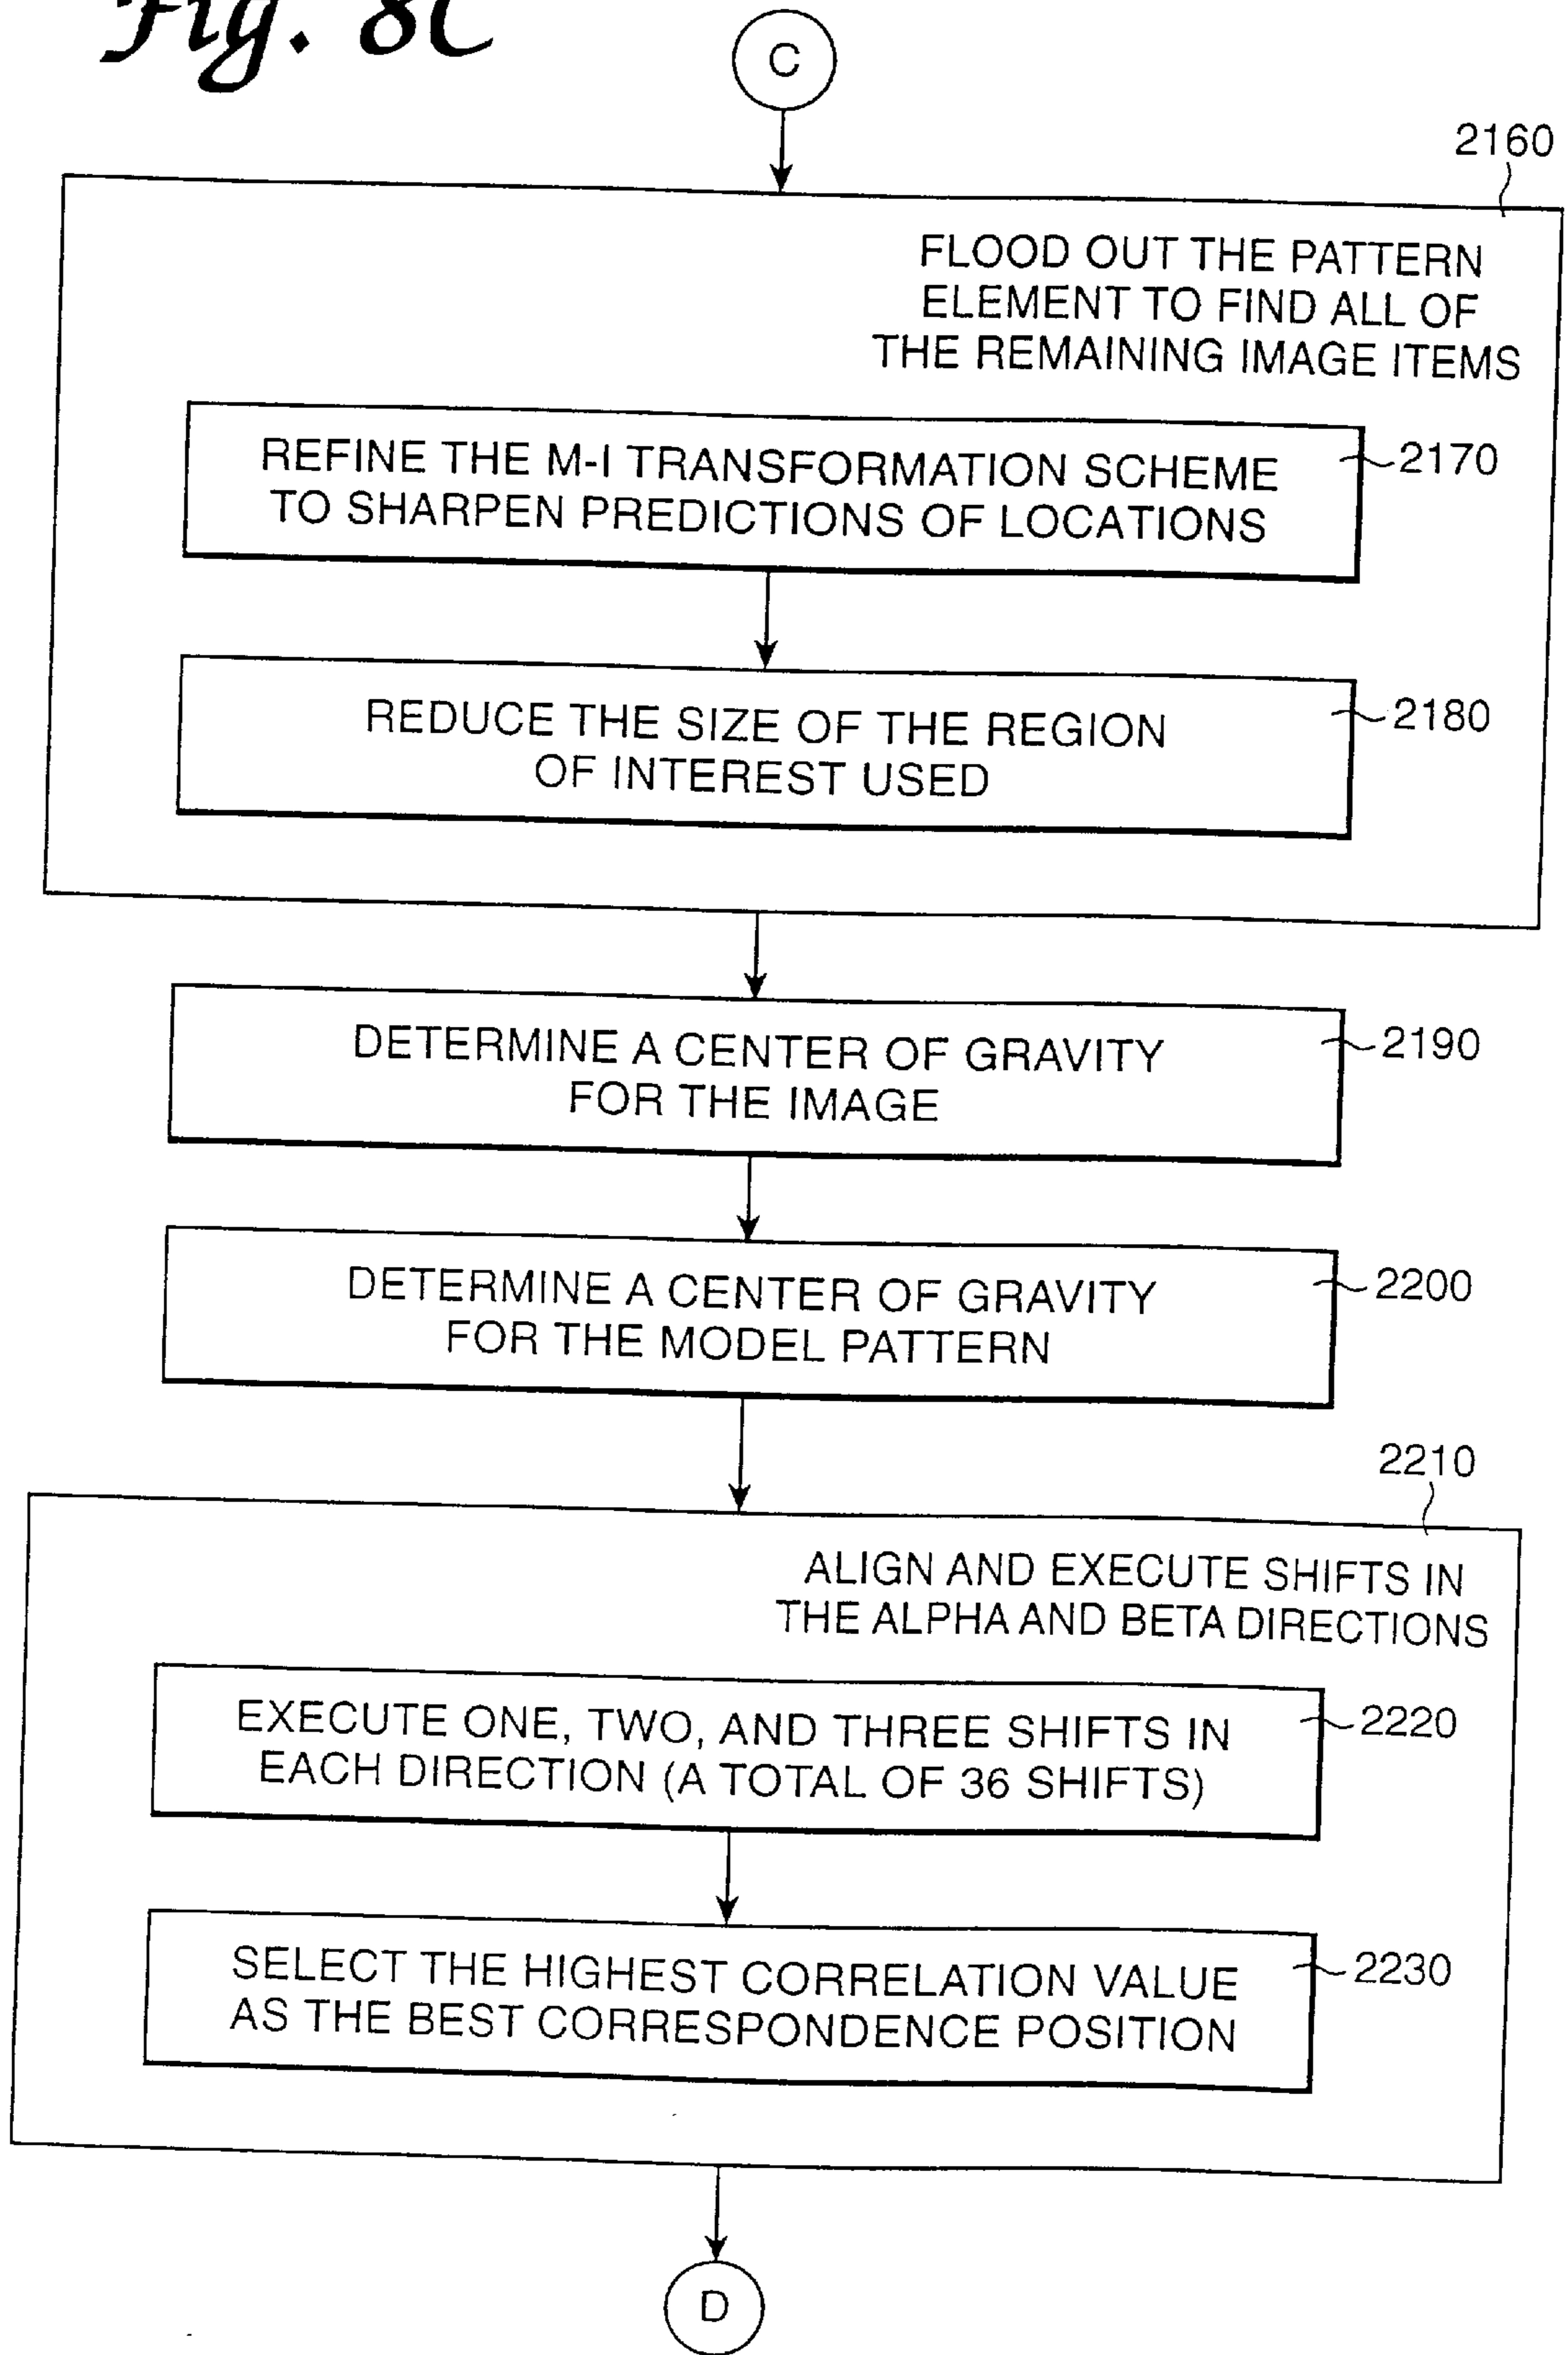 Fig. 8C
C
2160
FLOOD OUT THE PATTERN
ELEMENT TO FIND ALL OF
THE REMAINING IMAGE ITEMS
REFINE THE M-I TRANSFORMATION SCHEME
TO SHARPEN PREDICTIONS OF LOCATIONS
2170
REDUCE THE SIZE OF THE REGION
OF INTEREST USED
2180
DETERMINE A CENTER OF GRAVITY
FOR THE IMAGE
2190
DETERMINE A CENTER OF GRAVITY
FOR THE MODEL PATTERN
2200
2210
ALIGN AND EXECUTE SHIFTS IN
THE ALPHA AND BETA DIRECTIONS
EXECUTE ONE, TWO, AND THREE SHIFTS IN
EACH DIRECTION (A TOTAL OF 36 SHIFTS)
2220
SELECT THE HIGHEST CORRELATION VALUE
AS THE BEST CORRESPONDENCE POSITION
2230
D